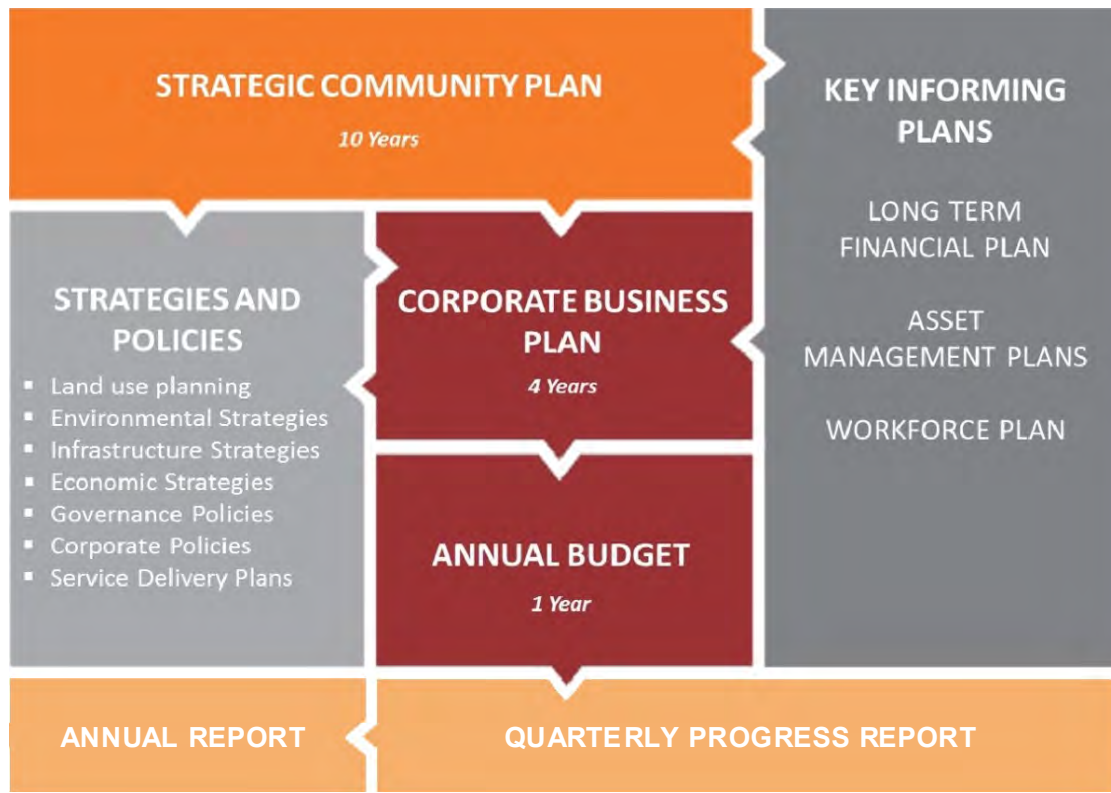 STRATEGIC COMMUNITY PLAN
10 Years
KEY INFORMING
PLANS
LONG TERM
FINANCIAL PLAN
ASSET
MANAGEMENT PLANS
WORKFORCE PLAN
STRATEGIES AND
POLICIES
▪ Land use planning
▪ Environmental Strategies
▪ Infrastructure Strategies
▪ Economic Strategies
▪ Governance Policies
▪ Corporate Policies
▪ Service Delivery Plans
CORPORATE BUSINESS
PLAN
4 Years
ANNUAL BUDGET
1 Year
ANNUAL REPORT
QUARTERLY PROGRESS REPORT